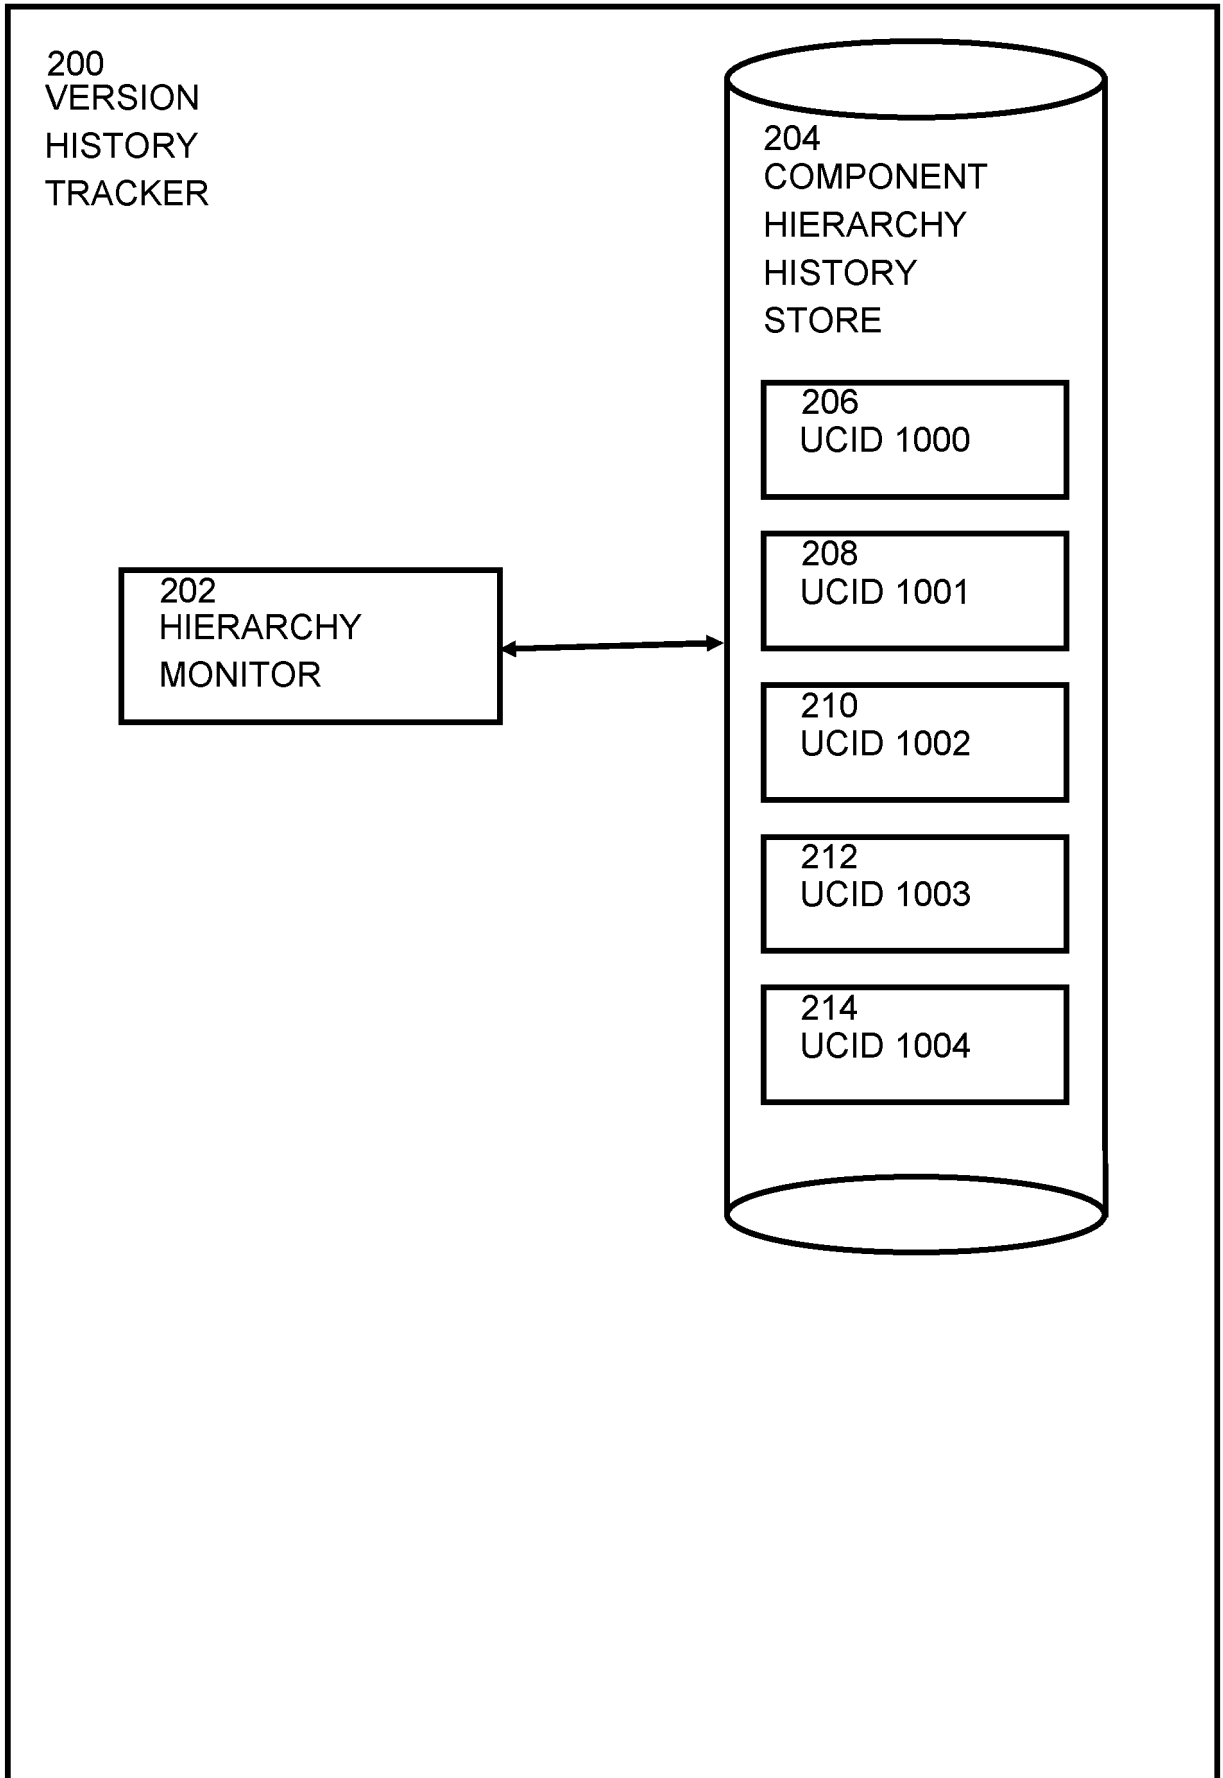 200
VERSION
HISTORY
TRACKER
204
COMPONENT
HIERARCHY
HISTORY
STORE
206
UCID 1000
208
UCID 1001
202
HIERARCHY
MONITOR
210
UCID 1002
212
UCID 1003
214
UCID 1004